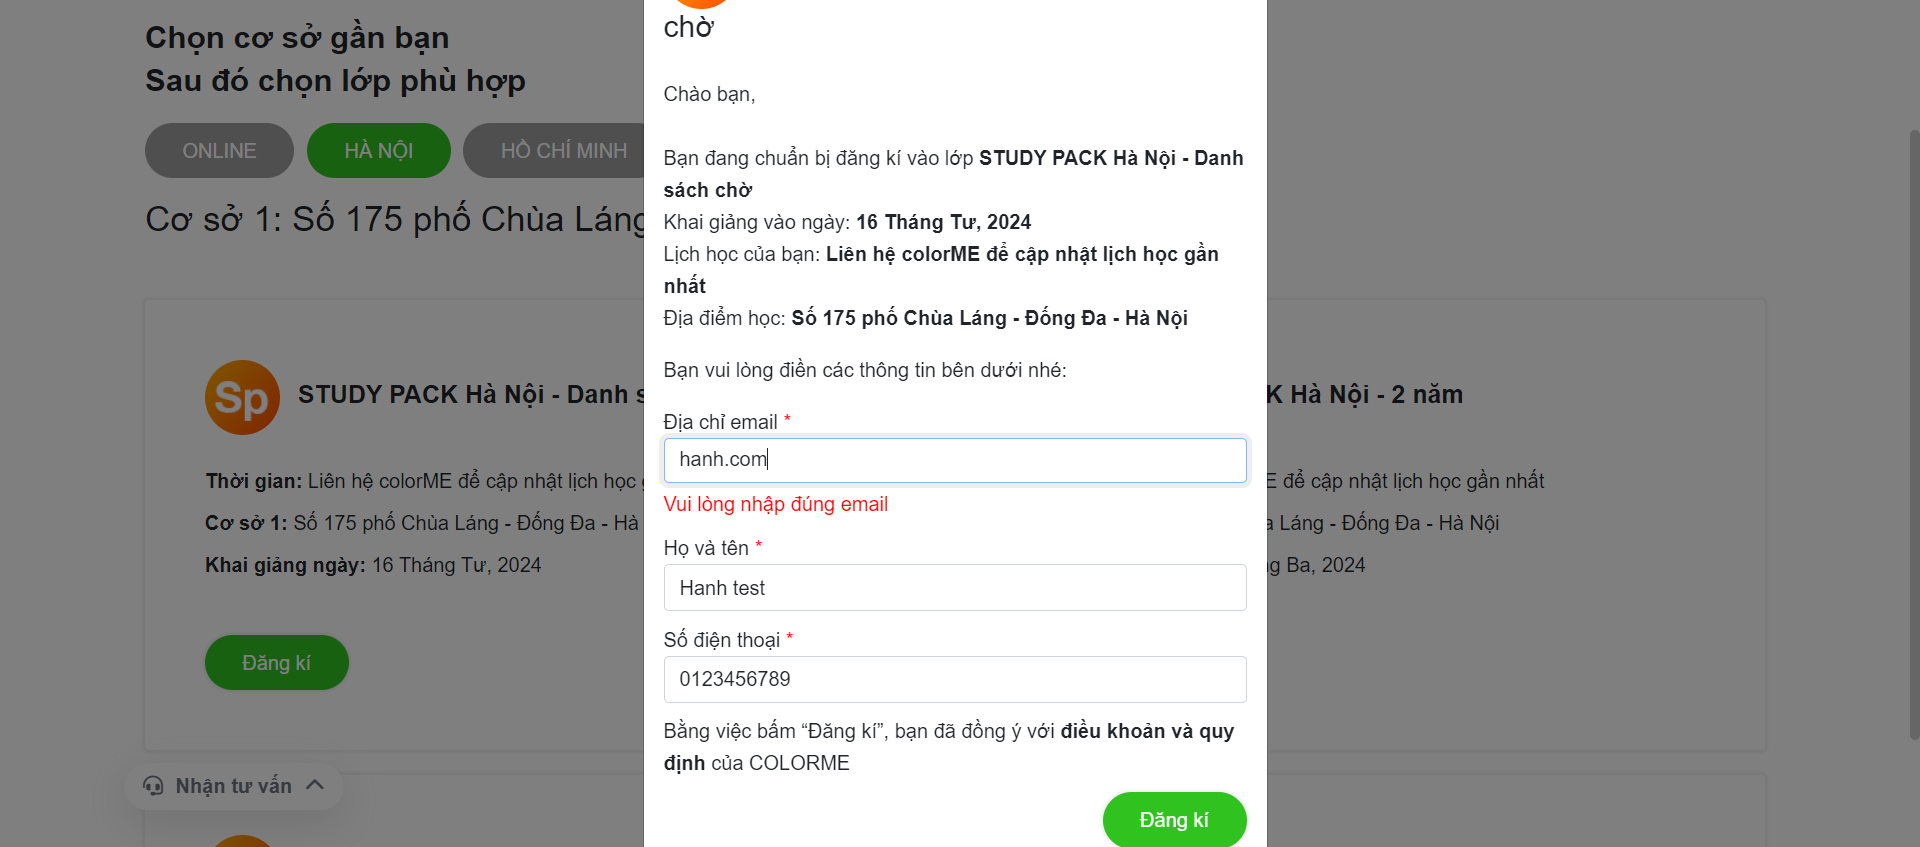 Chọn cơ sở gần bạn
Sau đó chọn lớp phù hợp
ONLINE
HÀ NỘI
HỒ CHÍ MINH
Cơ sở 1: Số 175 phố Chùa Láng
Sp
STUDY PACK Hà Nội - Danh s
Thời gian: Liên hệ colorME để cập nhật lịch học
Cơ sở 1: Số 175 phố Chùa Láng - Đống Đa - Hà
Khai giảng ngày: 16 Tháng Tư, 2024
Đăng kí
Nhận tư vấn
chờ
Chào bạn,
Bạn đang chuẩn bị đăng kí vào lớp STUDY PACK Hà Nội - Danh
sách chờ
Khai giảng vào ngày: 16 Tháng Tư, 2024
Lịch học của bạn: Liên hệ colorME để cập nhật lịch học gần
nhất
Địa điểm học: Số 175 phố Chùa Láng - Đống Đa - Hà Nội
Bạn vui lòng điền các thông tin bên dưới nhé:
Địa chỉ email *
hanh.com
Vui lòng nhập đúng email
Họ và tên *
Hanh test
Số điện thoại *
0123456789
Bằng việc bấm “Đăng kí”, bạn đã đồng ý với điều khoản và quy
định của COLORME
Đăng kí
K Hà Nội - 2 năm
E để cập nhật lịch học gần nhất
a Láng - Đống Đa - Hà Nội
g Ba, 2024